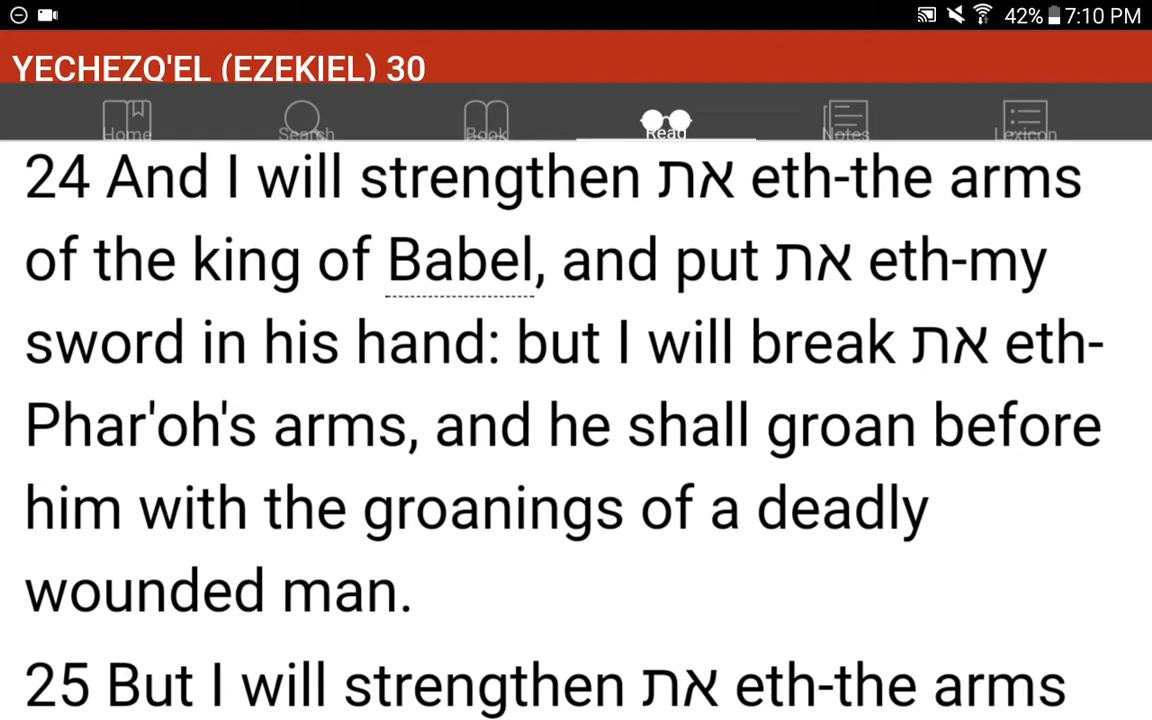 42% 7:10 PM
YECHEZQ'EL (EZEKIEL) 30
Home Search Book Read Notes Lexicon
24 And I will strengthen את eth-the arms
of the king of Babel, and put את eth-my
sword in his hand: but I will break את eth-
Phar'oh's arms, and he shall groan before
him with the groanings of a deadly
wounded man.
25 But I will strengthen את eth-the arms